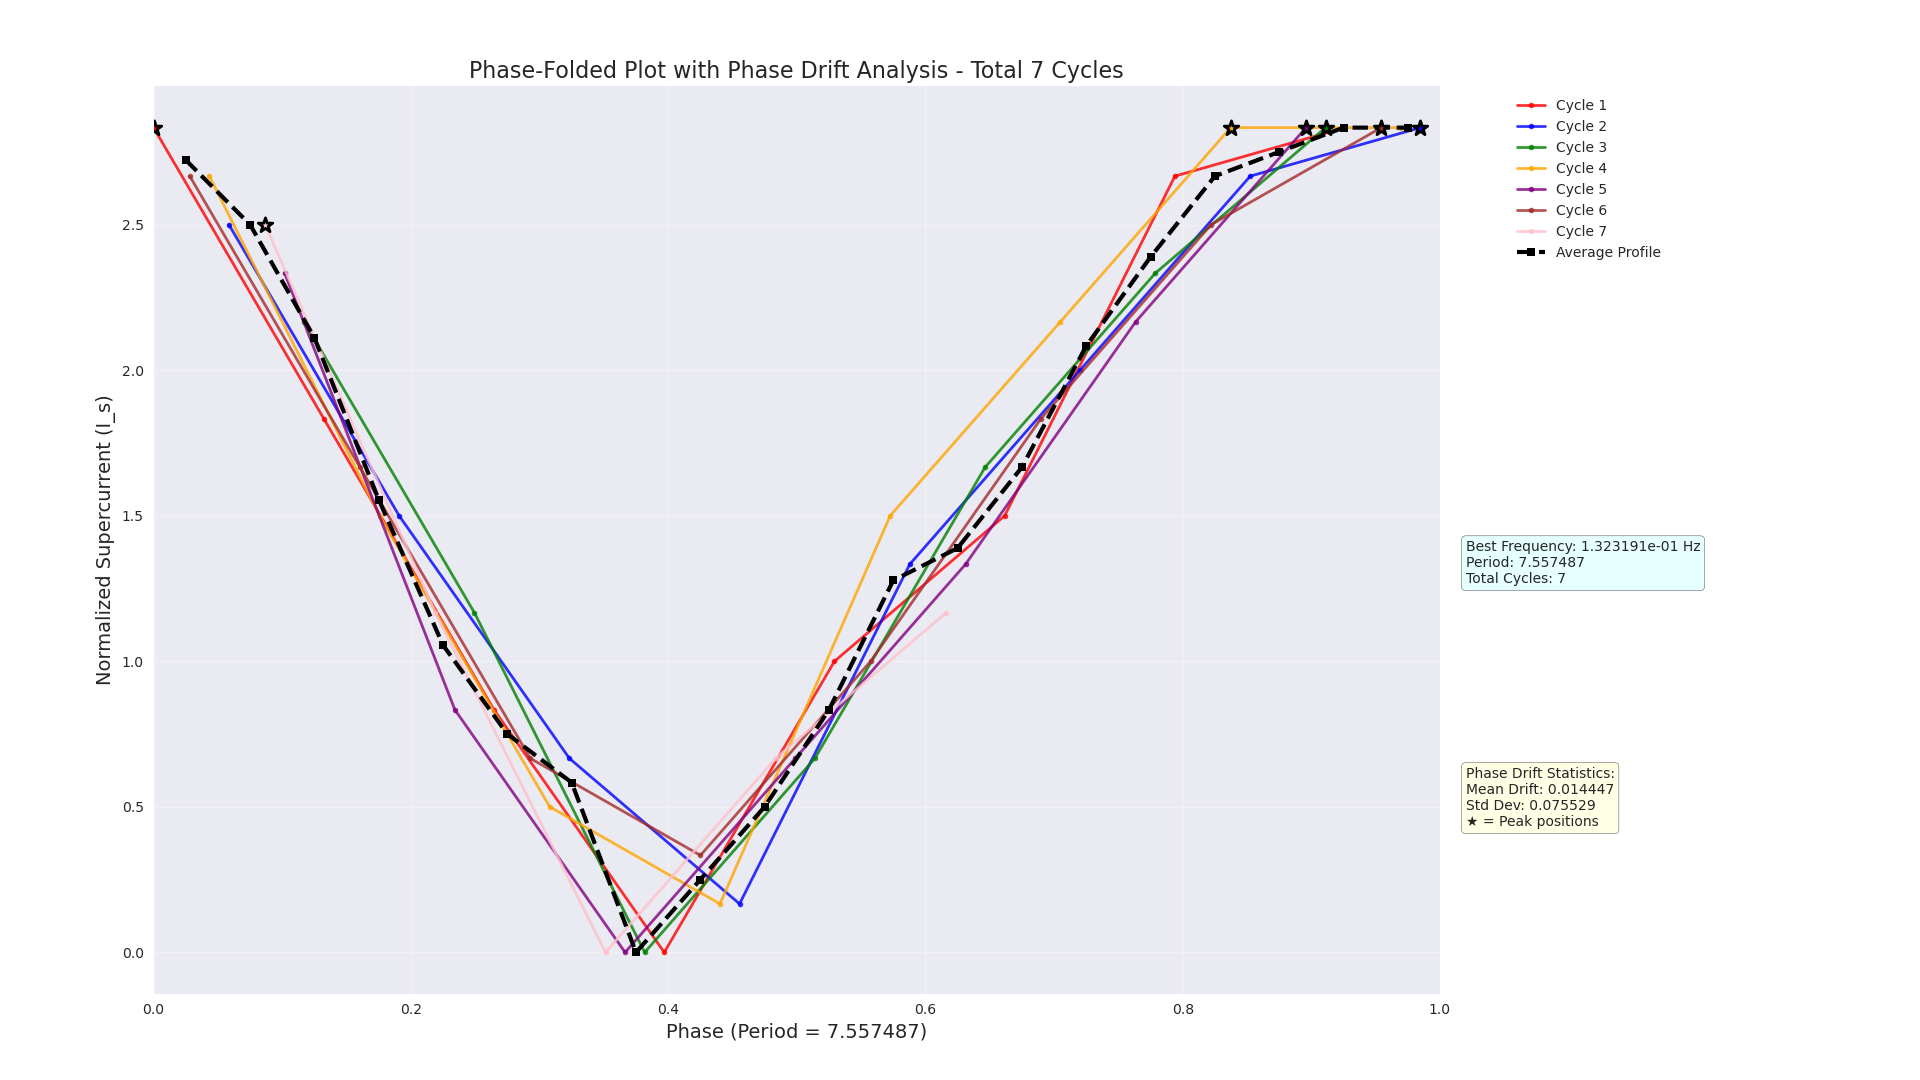 Phase-Folded Plot with Phase Drift Analysis - Total 7 Cycles
Normalized Supercurrent (I_s)
2.5
2.0
1.5
1.0
0.5
0.0
0.0
0.2
0.4
0.6
0.8
1.0
Phase (Period = 7.557487)
Cycle 1
Cycle 2
Cycle 3
Cycle 4
Cycle 5
Cycle 6
Cycle 7
Average Profile
Best Frequency: 1.323191e-01 Hz
Period: 7.557487
Total Cycles: 7
Phase Drift Statistics:
Mean Drift: 0.014447
Std Dev: 0.075529
★ = Peak positions